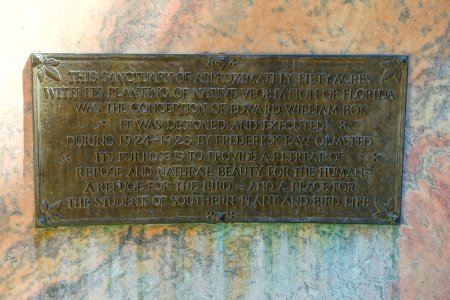 THIS SANCTUARY OF APPROXIMATELY FIFTY ACRES
WITH ITS PLANTING OF NATIVE VEGETATION OF FLORIDA
WAS THE CONCEPTION OF EDWARD WILLIAM BOK
IT WAS DESIGNED AND EXECUTED
DURING 1924-1928 BY FREDERICK LAW OLMSTED
ITS PURPOSE IS TO PROVIDE A RETREAT OF
REPOSE AND NATURAL BEAUTY FOR THE HUMAN~
A REFUGE FOR THE BIRD ~ AND A PLACE FOR
THE STUDENT OF SOUTHERN PLANT AND BIRD LIFE